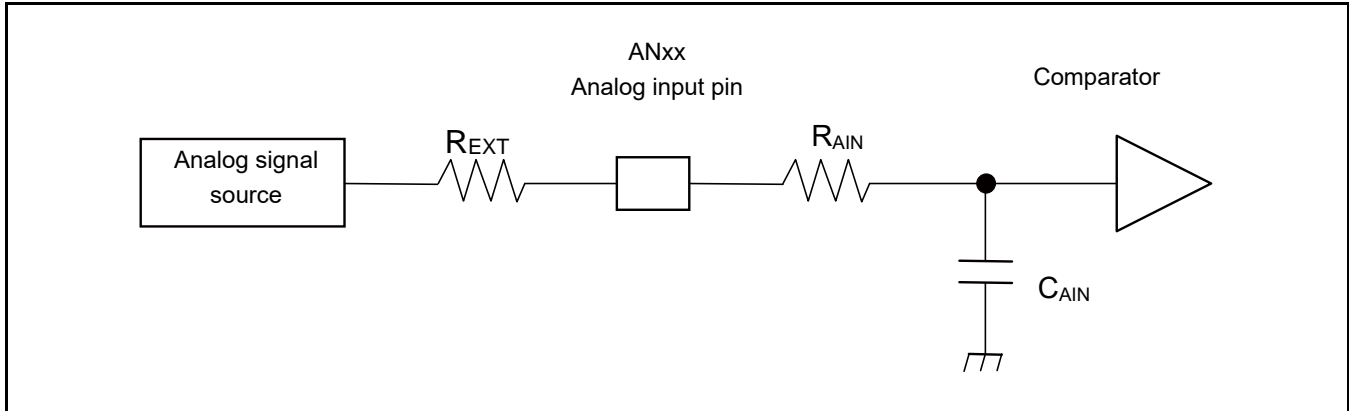 ANxx
Analog input pin
Comparator
Analog signal
source
REXT
RAIN
CAIN